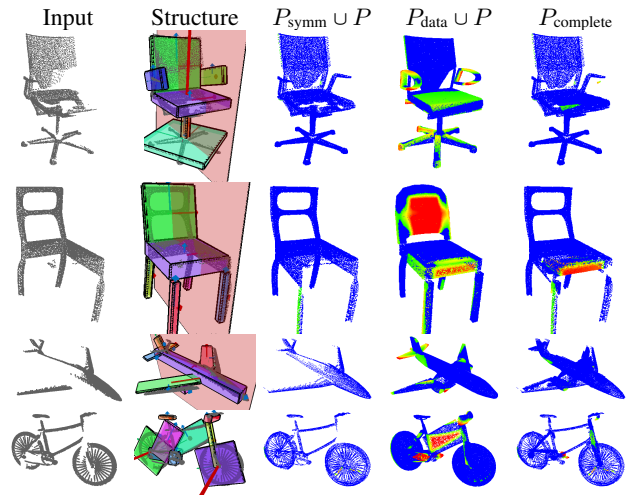 Input Structure P_symm ∪ P P_data ∪ P P_complete